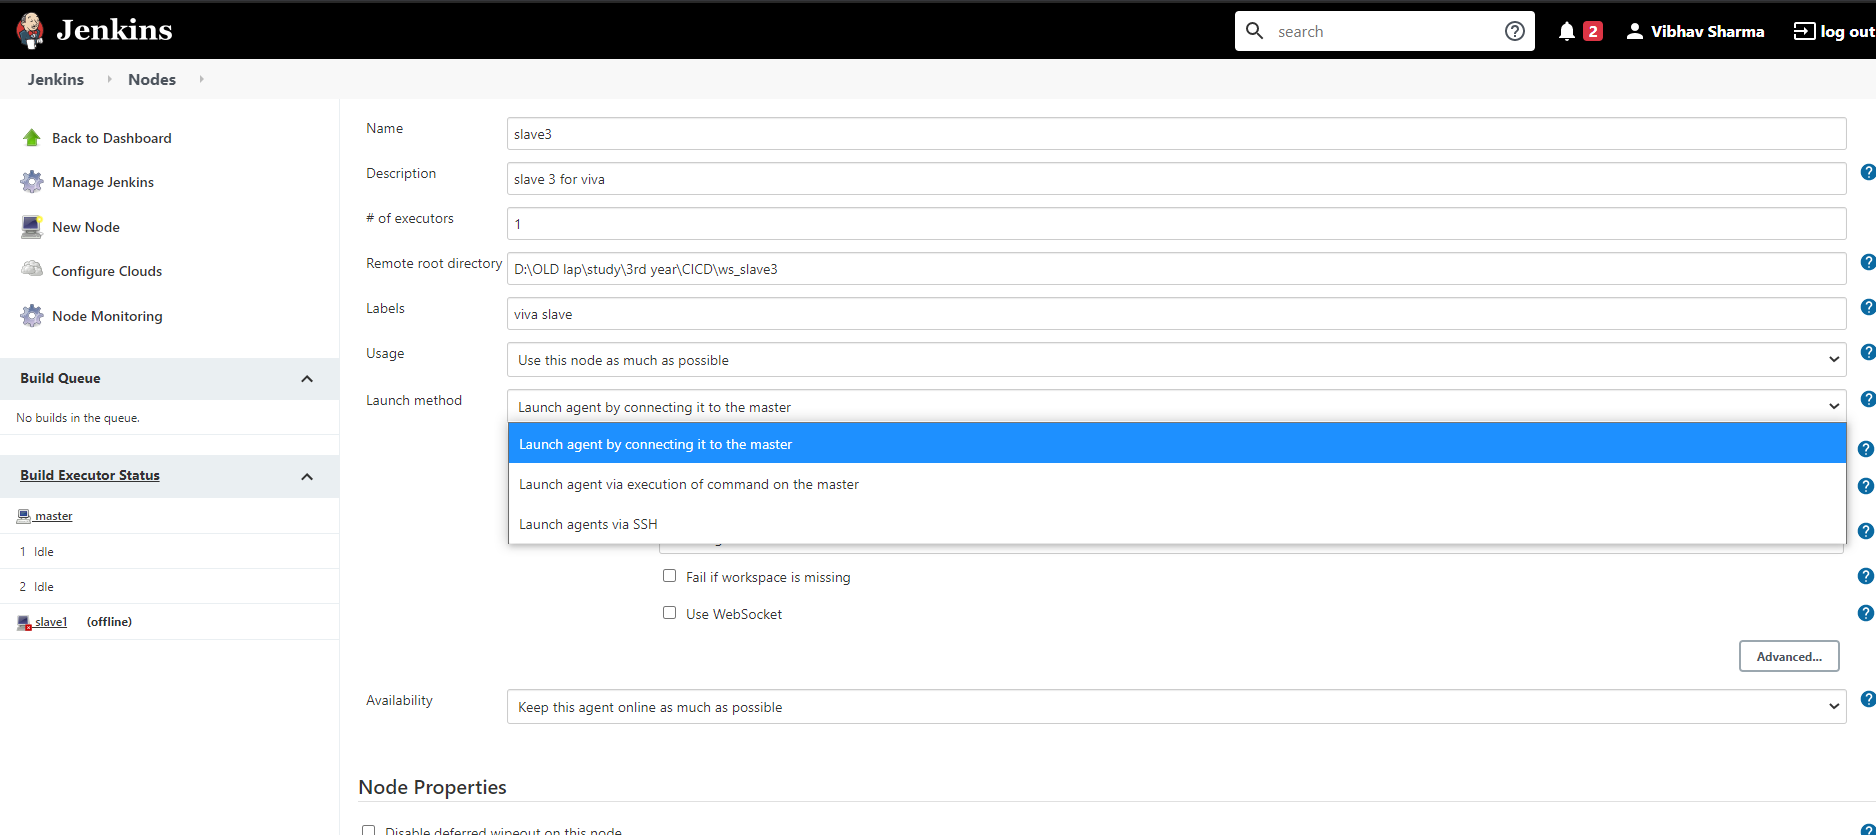 Jenkins
search
2
Vibhav Sharma
log out
Jenkins
Nodes
Back to Dashboard
Manage Jenkins
New Node
Configure Clouds
Node Monitoring
Build Queue
No builds in the queue.
Build Executor Status
master
1 Idle
2 Idle
slave1 (offline)
Name
slave3
Description
slave 3 for viva
# of executors
1
Remote root directory
D:\OLD lap\study\3rd year\CICD\ws_slave3
Labels
viva slave
Usage
Use this node as much as possible
Launch method
Launch agent by connecting it to the master
Launch agent by connecting it to the master
Launch agent via execution of command on the master
Launch agents via SSH
Fail if workspace is missing
Use WebSocket
Advanced...
Availability
Keep this agent online as much as possible
Node Properties
Disable deferred wipeout on this node